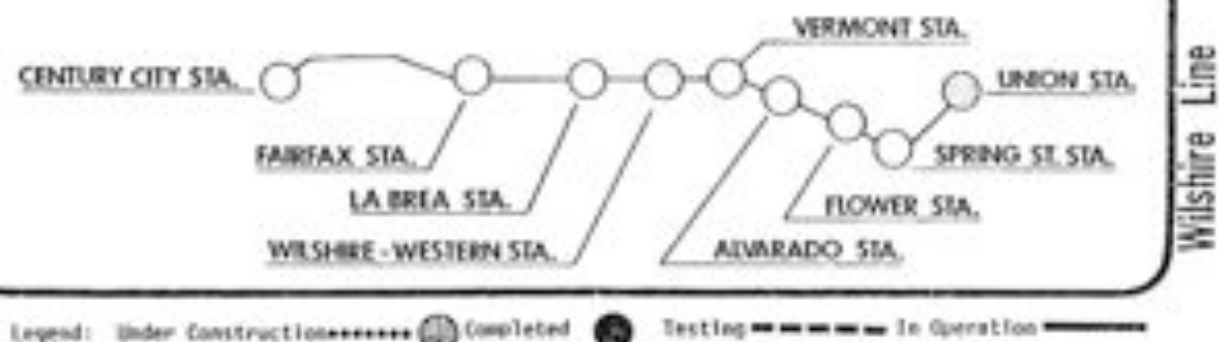 VERMONT STA.
CENTURY CITY STA.
UNION STA.
FAIRFAX STA.
SPRING ST. STA.
LA BREA STA.
FLOWER STA.
WILSHIRE - WESTERN STA.
ALVARADO STA.
Wilshire Line
Legend: Under Construction Completed Testing In Operation